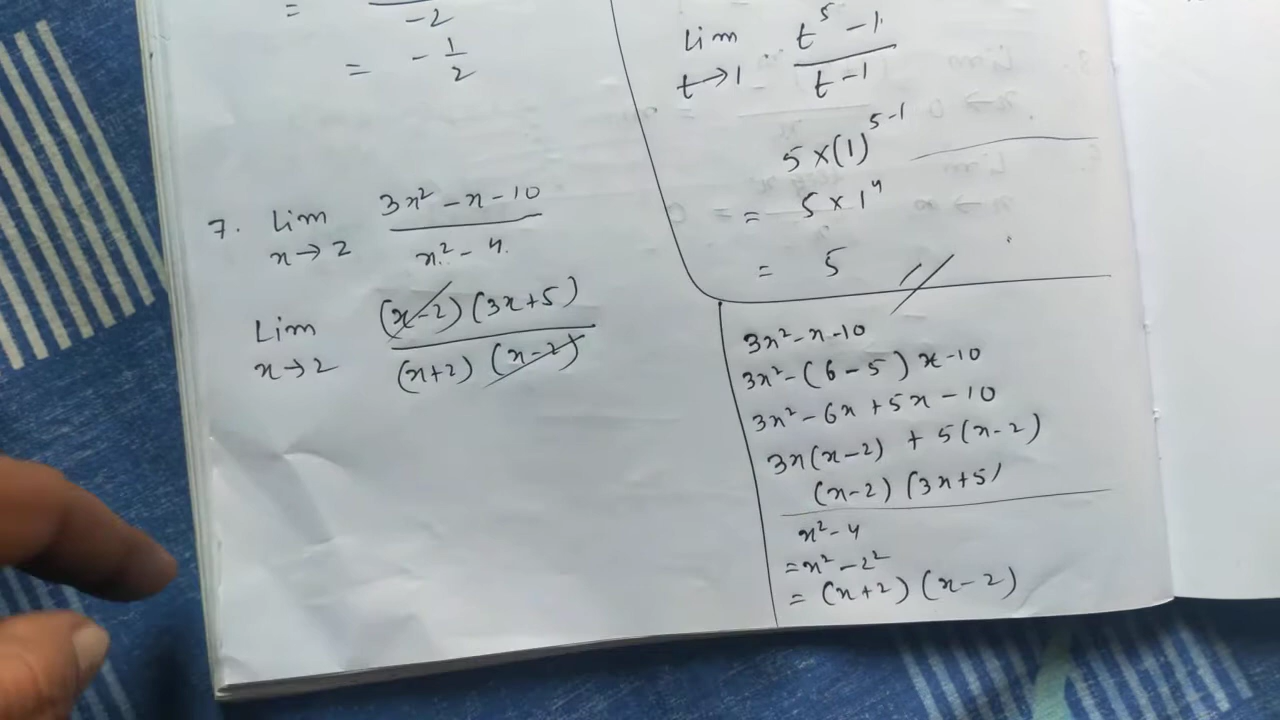 =
-2
= - 1/2
Lim t⁵ - 1
t→1 t - 1
5 × (1)⁵⁻¹
= 5 × 1⁴
= 5 //
7. Lim 3x² - x - 10
x→2 x² - 4
Lim (x-2) (3x+5)
x→2 (x+2) (x-2)
3x² - x - 10
3x² - (6 - 5) x - 10
3x² - 6x + 5x - 10
3x(x-2) + 5(x-2)
(x-2) (3x+5)
x² - 4
= x² - 2²
= (x+2) (x-2)